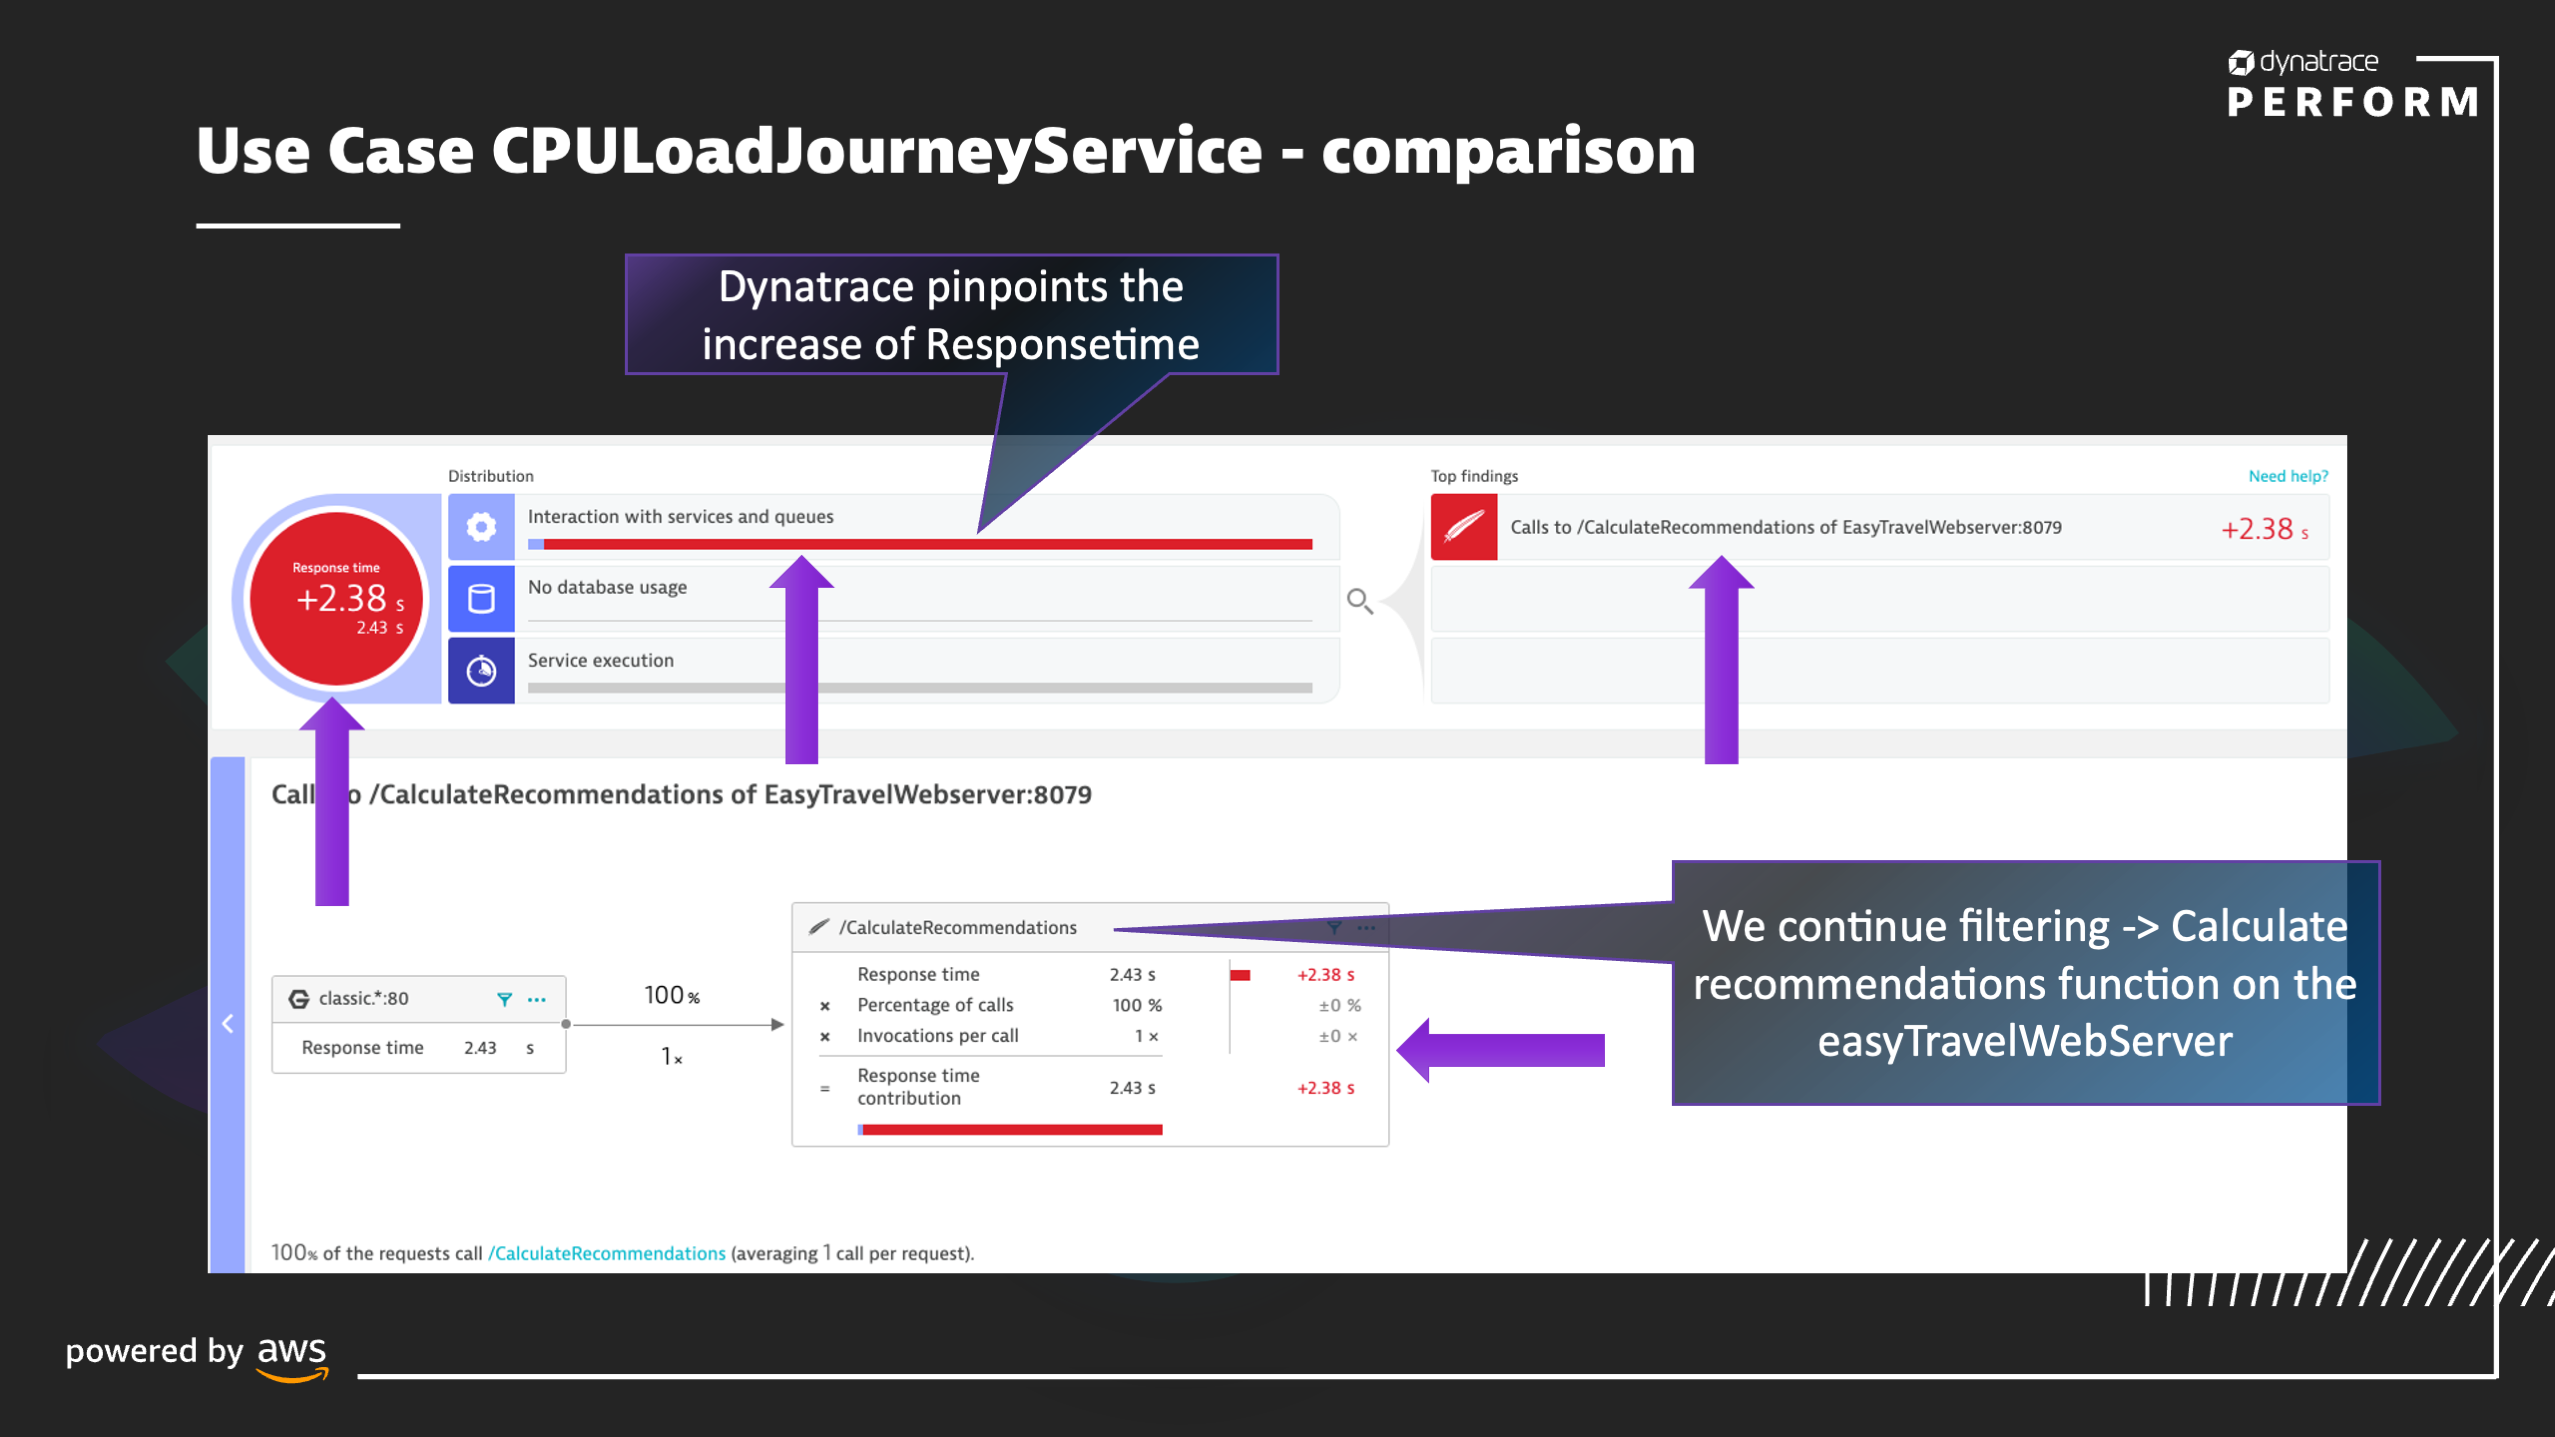 dynatrace
PERFORM
Use Case CPULoadJourneyService - comparison
Dynatrace pinpoints the
increase of Responsetime
Distribution
Top findings
Need help?
Response time
+2.38 s
2.43 s
Interaction with services and queues
No database usage
Service execution
Calls to /CalculateRecommendations of EasyTravelWebserver:8079
+2.38 s
Call o /CalculateRecommendations of EasyTravelWebserver:8079
classic.*:80
Response time 2.43 s
100 %
1 ×
/CalculateRecommendations
Response time 2.43 s +2.38 s
× Percentage of calls 100 % ±0 %
× Invocations per call 1 × ±0 ×
= Response time
contribution 2.43 s +2.38 s
We continue filtering -> Calculate
recommendations function on the
easyTravelWebServer
100% of the requests call /CalculateRecommendations (averaging 1 call per request).
powered by aws